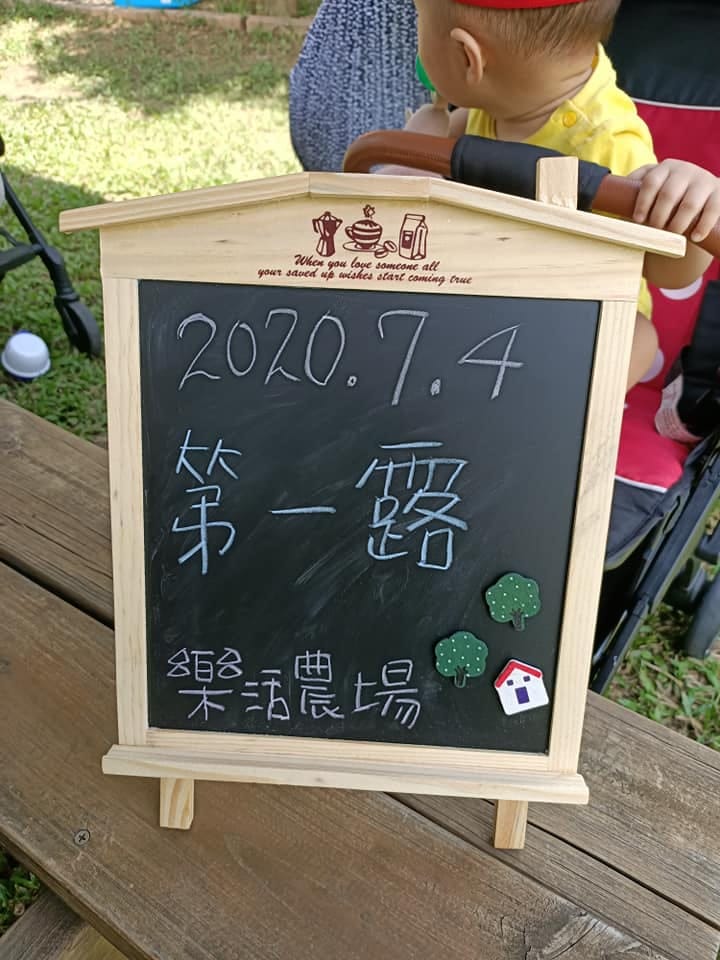 When you love someone all
your saved up wishes start coming true
2020.7.4
第一露
樂活農場